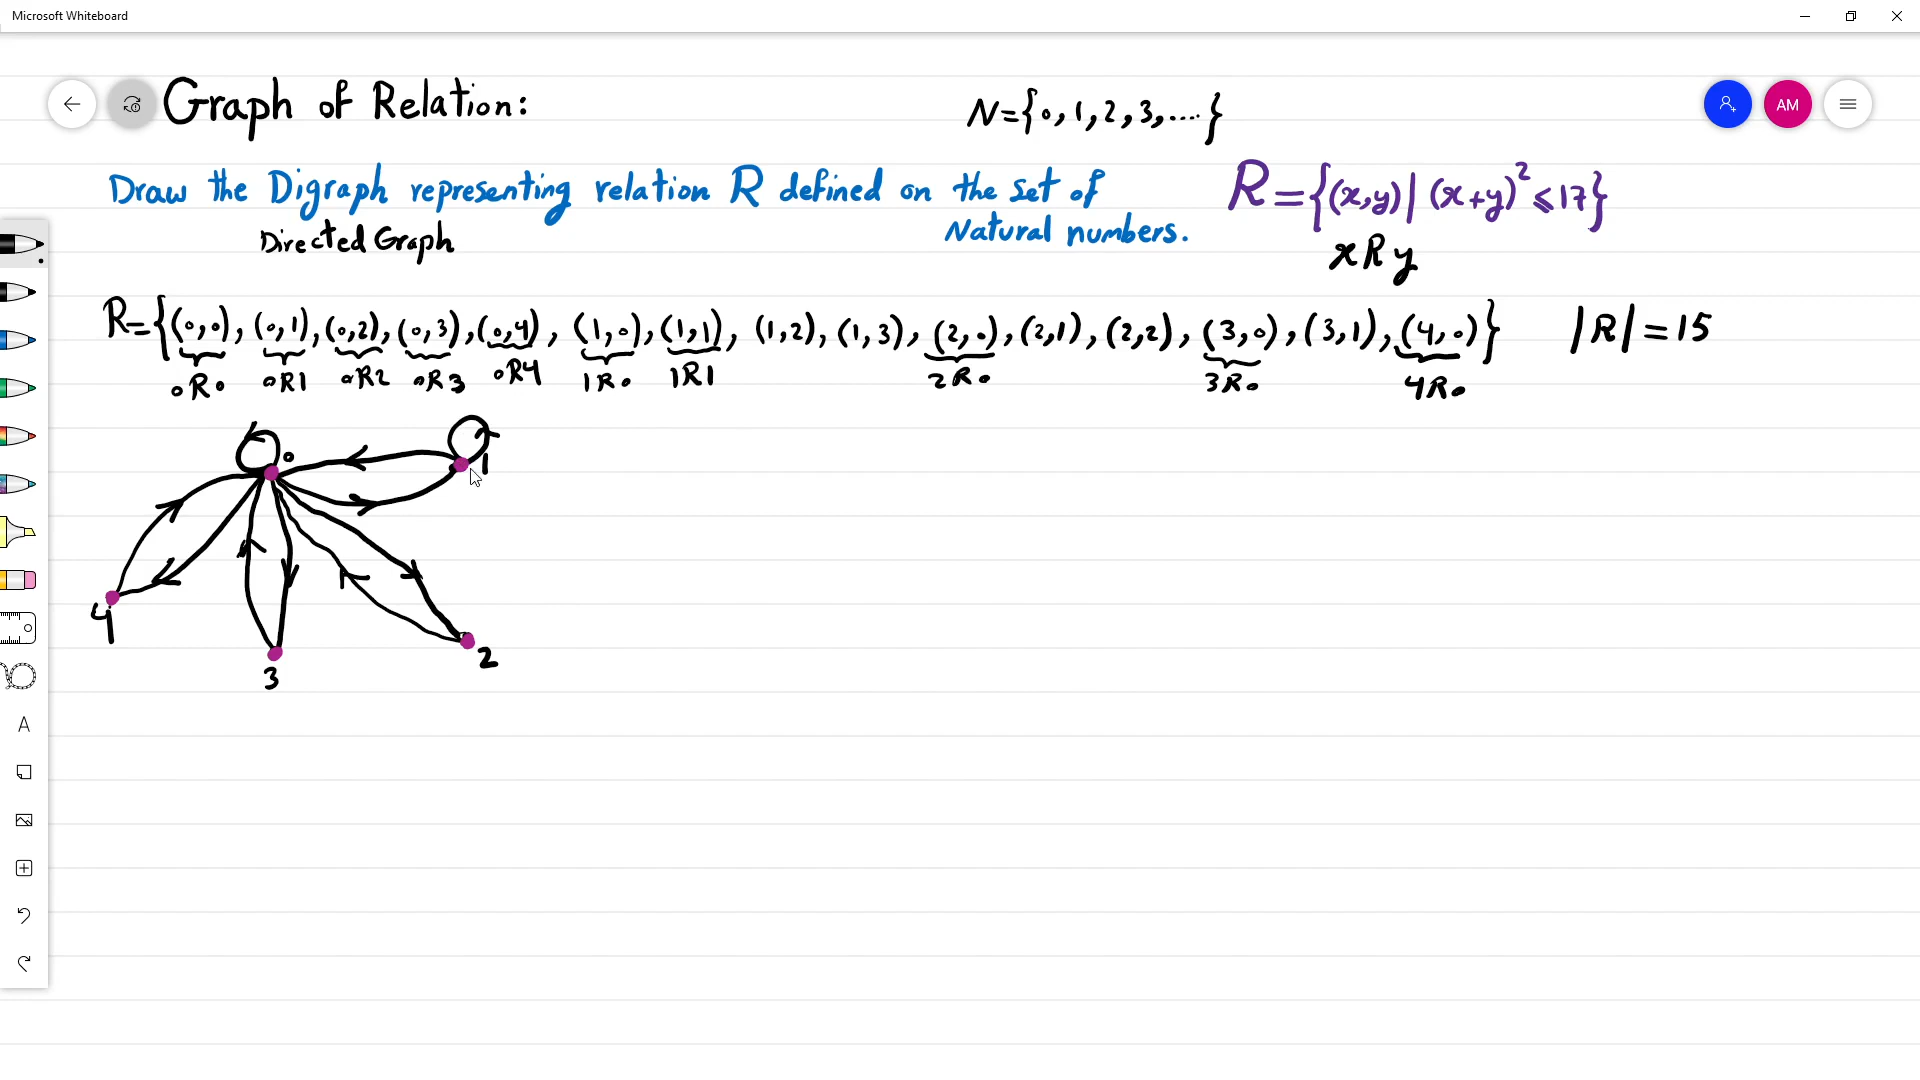 Microsoft Whiteboard
Graph of Relation:
N={0,1,2,3,....}
AM
Draw the Digraph representing relation R defined on the set of
Natural numbers.
R={(x,y)|(x+y)²≤17}
Directed Graph
xRy
R={(0,0),(0,1),(0,2),(0,3),(0,4),(1,0),(1,1),(1,2),(1,3),(2,0),(2,1),(2,2),(3,0),(3,1),(4,0)} |R|=15
0R0 0R1 0R2 0R3 0R4 1R0 1R1 2R0 3R0 4R0
0
1
4
2
3
A